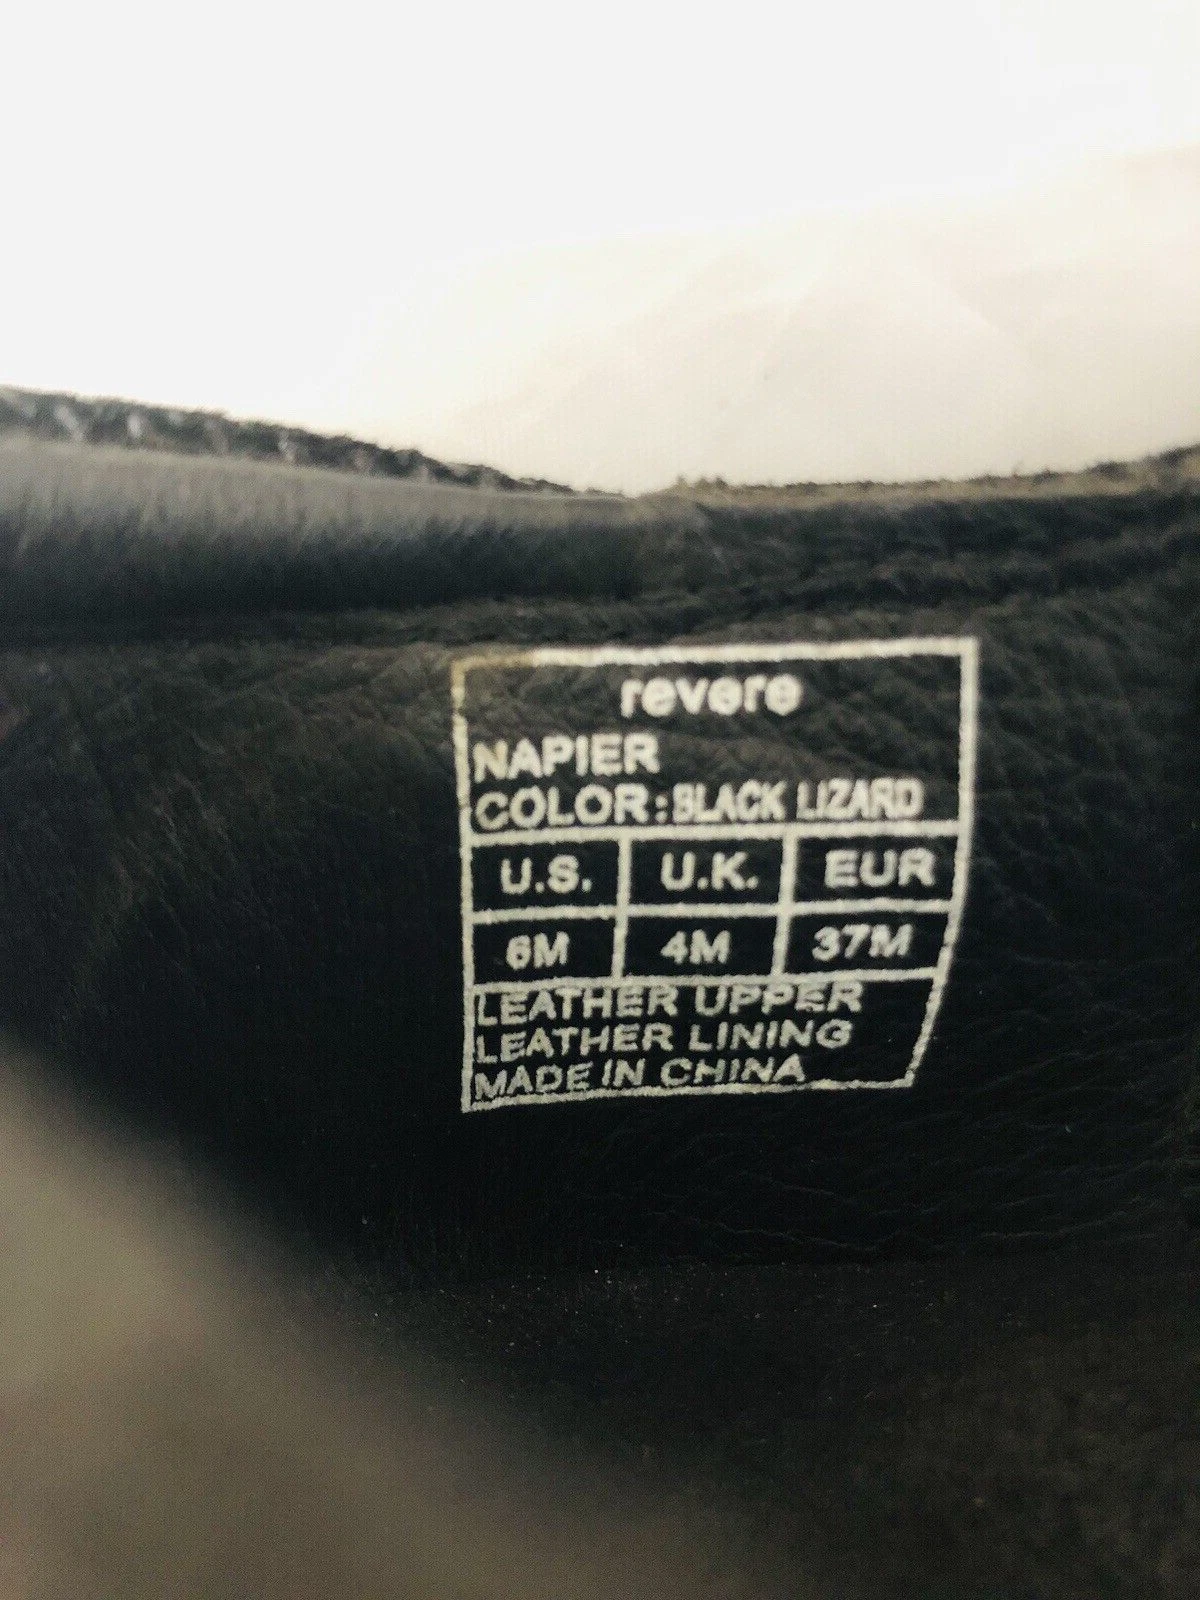 revere
NAPIER
COLOR:BLACK LIZARD
U.S. U.K. EUR
6M 4M 37M
LEATHER UPPER
LEATHER LINING
MADE IN CHINA